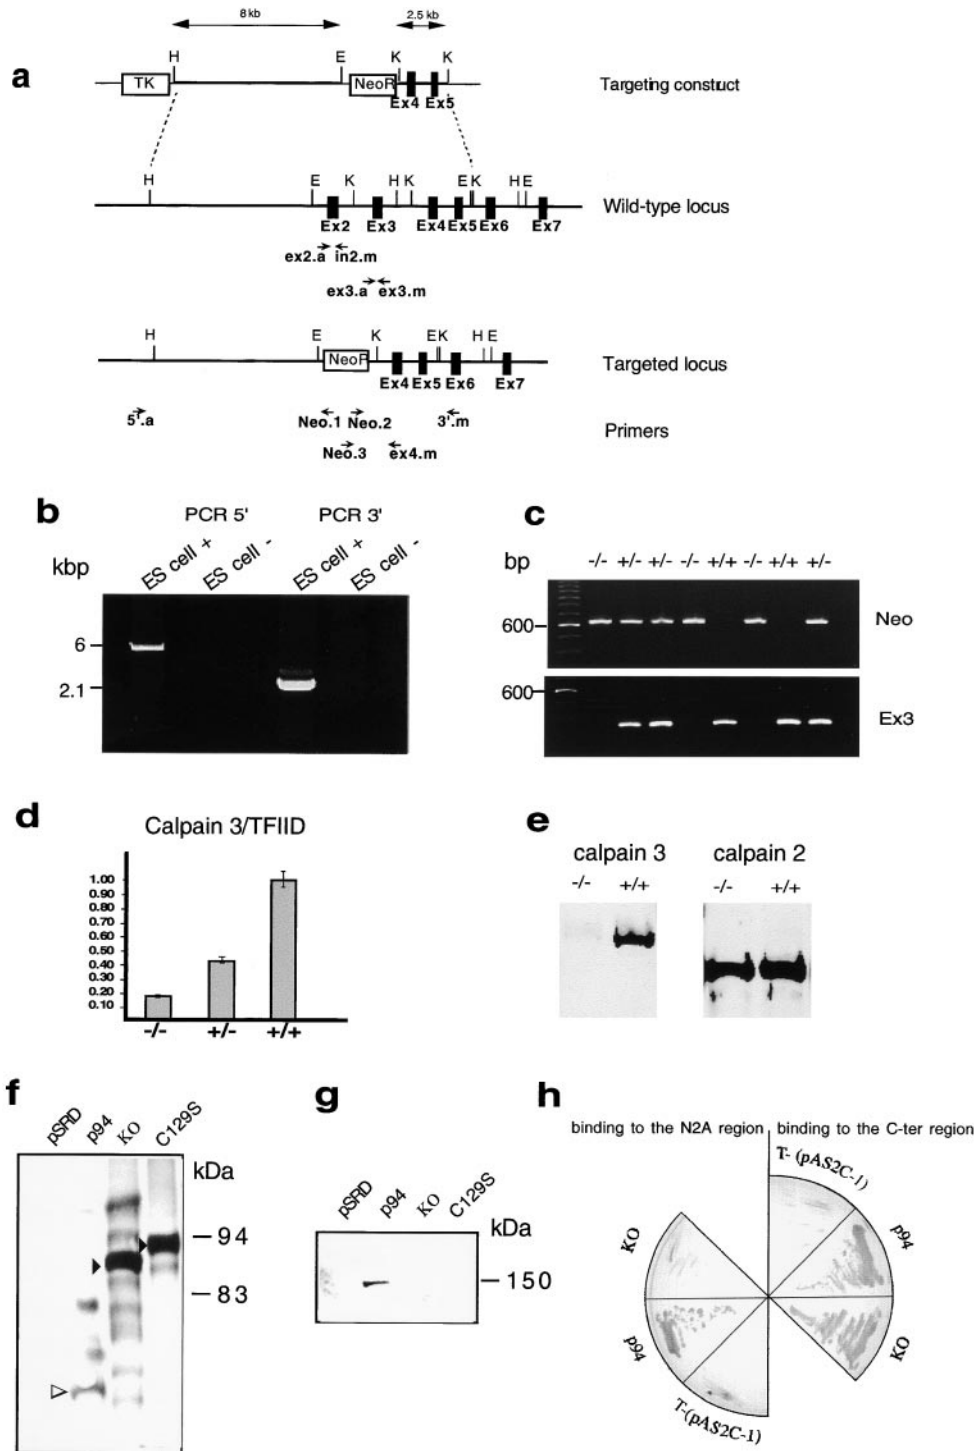 8 kb
2.5 kb
a
H E K K
TK NeoR
Ex4 Ex5
Targeting construct
H E K H K E K H E
Ex2 Ex3 Ex4 Ex5 Ex6 Ex7
Wild-type locus
ex2.a in2.m
ex3.a ex3.m
H E K E K H E
NeoR
Ex4 Ex5 Ex6 Ex7
Targeted locus
5'.a Neo.1 Neo.2 3'.m
Neo.3 ex4.m
Primers
b
PCR 5' PCR 3'
ES cell + ES cell - ES cell + ES cell -
kbp
6
2.1
c
bp -/- +/- +/- -/- +/+ -/- +/+ +/-
600 Neo
600 Ex3
d
Calpain 3/TFIID
1.00
0.90
0.80
0.70
0.60
0.50
0.40
0.30
0.20
0.10
-/- +/- +/+
e
calpain 3 calpain 2
-/- +/+ -/- +/+
f
pSRD p94 KO C129S
kDa
94
83
g
pSRD p94 KO C129S
kDa
150
h
binding to the N2A region binding to the C-ter region
T- (pAS2C-1)
KO p94
p94 KO
T-(pAS2C-1)